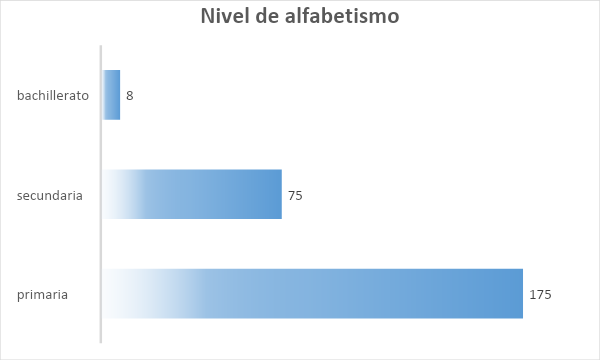 Nivel de alfabetismo
bachillerato 8
secundaria 75
primaria 175